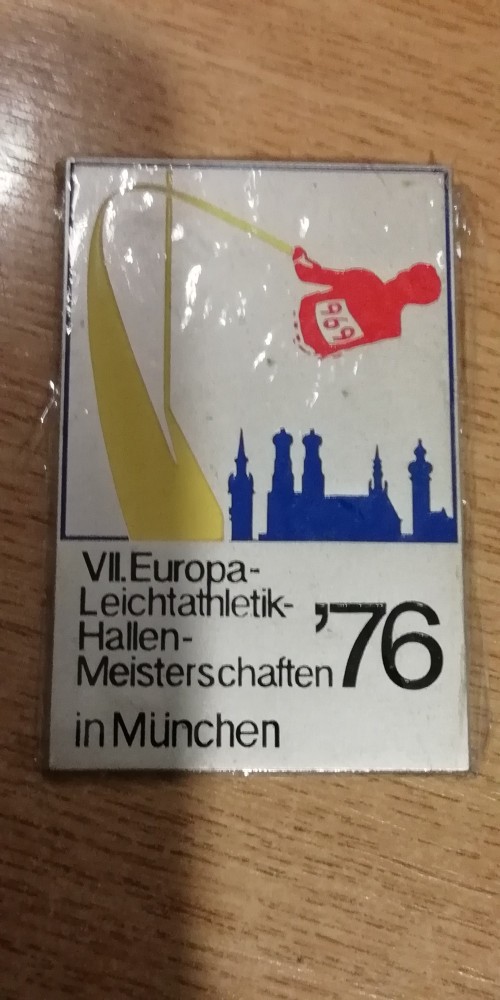 969
VII.Europa-
Leichtathletik-
Hallen-
Meisterschaften '76
in München